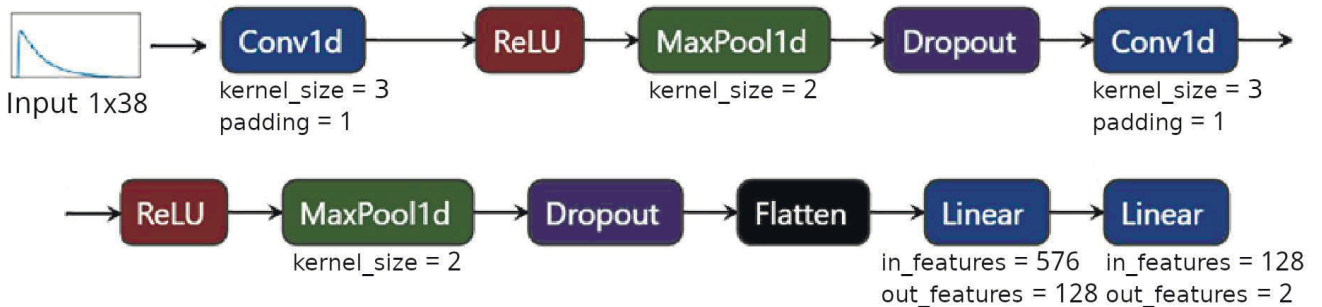 Conv1d ReLU MaxPool1d Dropout Conv1d
Input 1x38 kernel_size = 3 kernel_size = 2 kernel_size = 3
padding = 1 padding = 1
ReLU MaxPool1d Dropout Flatten Linear Linear
kernel_size = 2 in_features = 576 in_features = 128
out_features = 128 out_features = 2